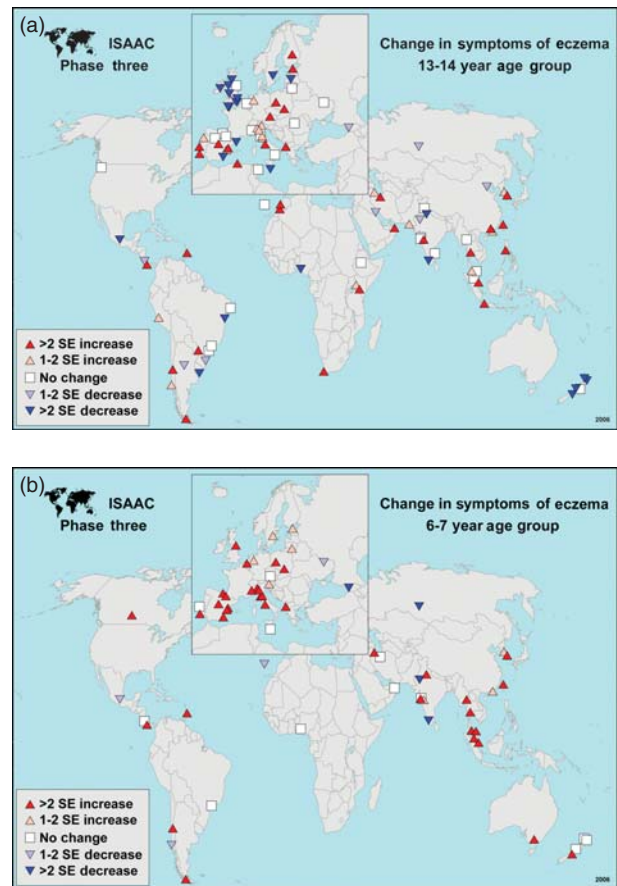 (a)
ISAAC
Phase three
Change in symptoms of eczema
13-14 year age group
>2 SE increase
1-2 SE increase
No change
1-2 SE decrease
>2 SE decrease
2006
(b)
ISAAC
Phase three
Change in symptoms of eczema
6-7 year age group
>2 SE increase
1-2 SE increase
No change
1-2 SE decrease
>2 SE decrease
2006